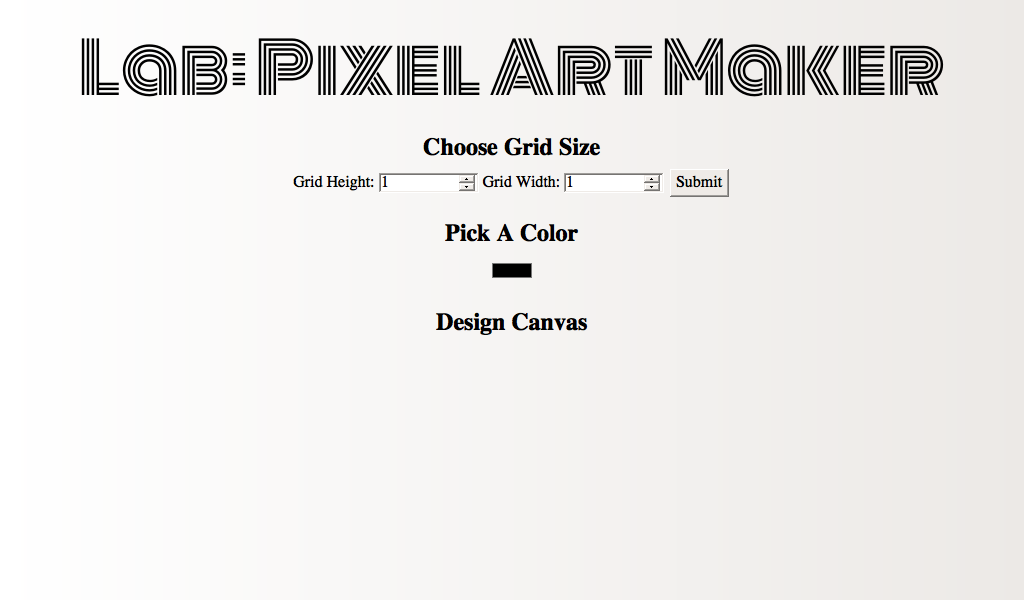 Lab: Pixel Art Maker
Choose Grid Size
Grid Height: 1 Grid Width: 1 Submit
Pick A Color
Design Canvas